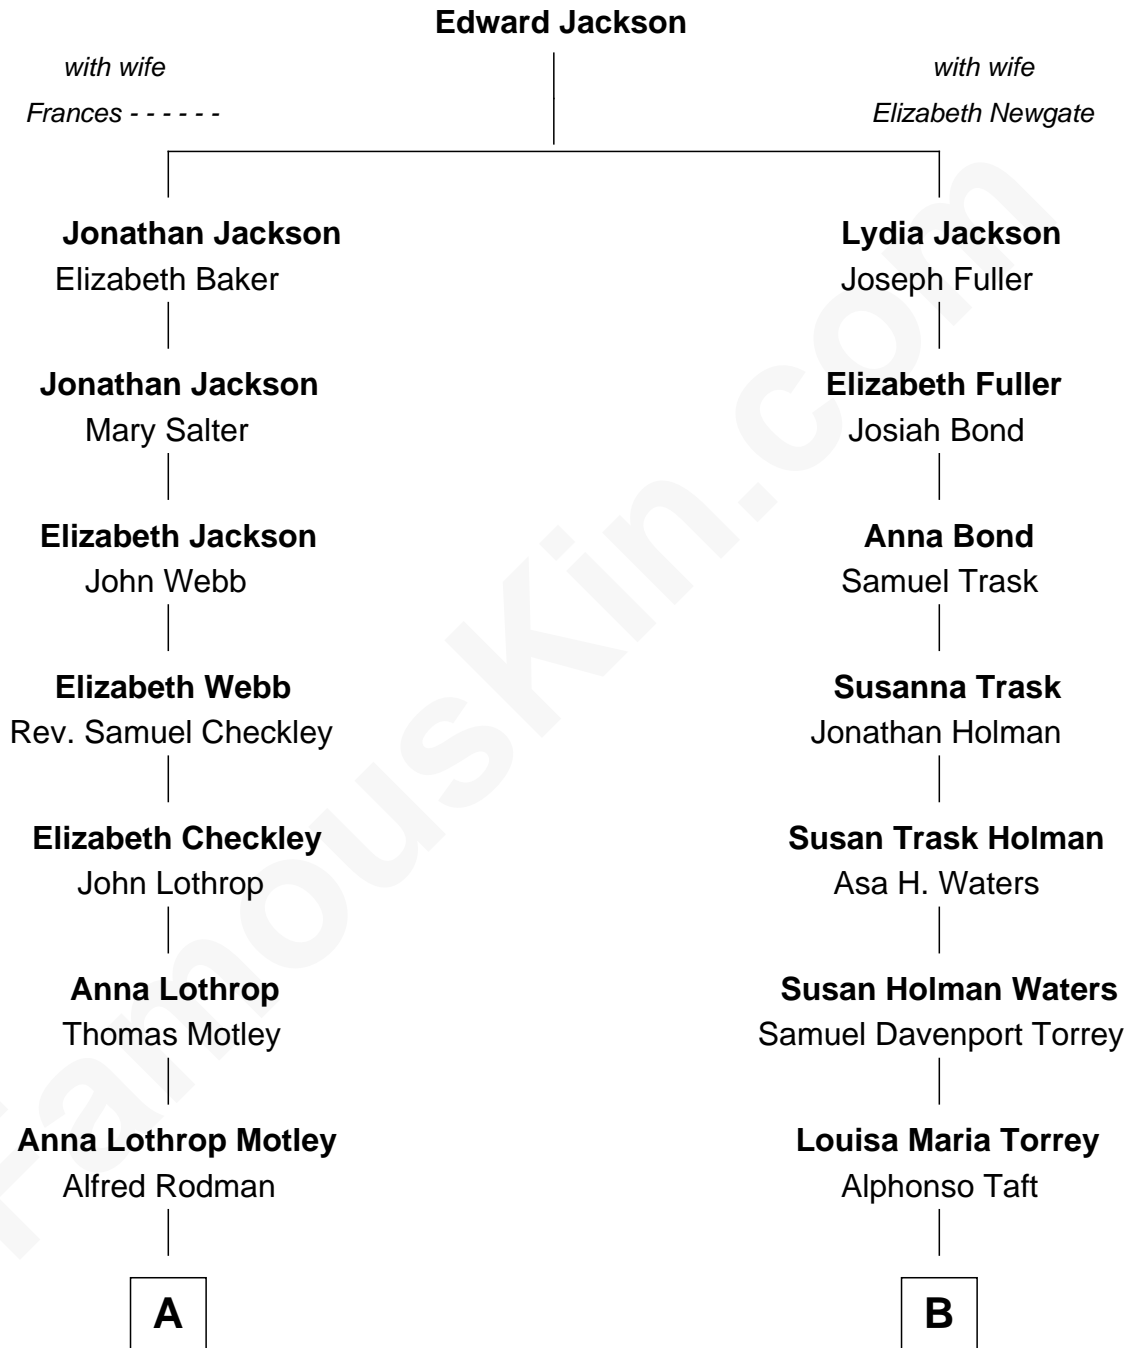 Edward Jackson
with wife
Frances - - - - - -
with wife
Elizabeth Newgate
Jonathan Jackson
Elizabeth Baker
Lydia Jackson
Joseph Fuller
Jonathan Jackson
Mary Salter
Elizabeth Fuller
Josiah Bond
Elizabeth Jackson
John Webb
Anna Bond
Samuel Trask
Elizabeth Webb
Rev. Samuel Checkley
Susanna Trask
Jonathan Holman
Elizabeth Checkley
John Lothrop
Susan Trask Holman
Asa H. Waters
Anna Lothrop
Thomas Motley
Susan Holman Waters
Samuel Davenport Torrey
Anna Lothrop Motley
Alfred Rodman
Louisa Maria Torrey
Alphonso Taft
A
B
FamousKin.com